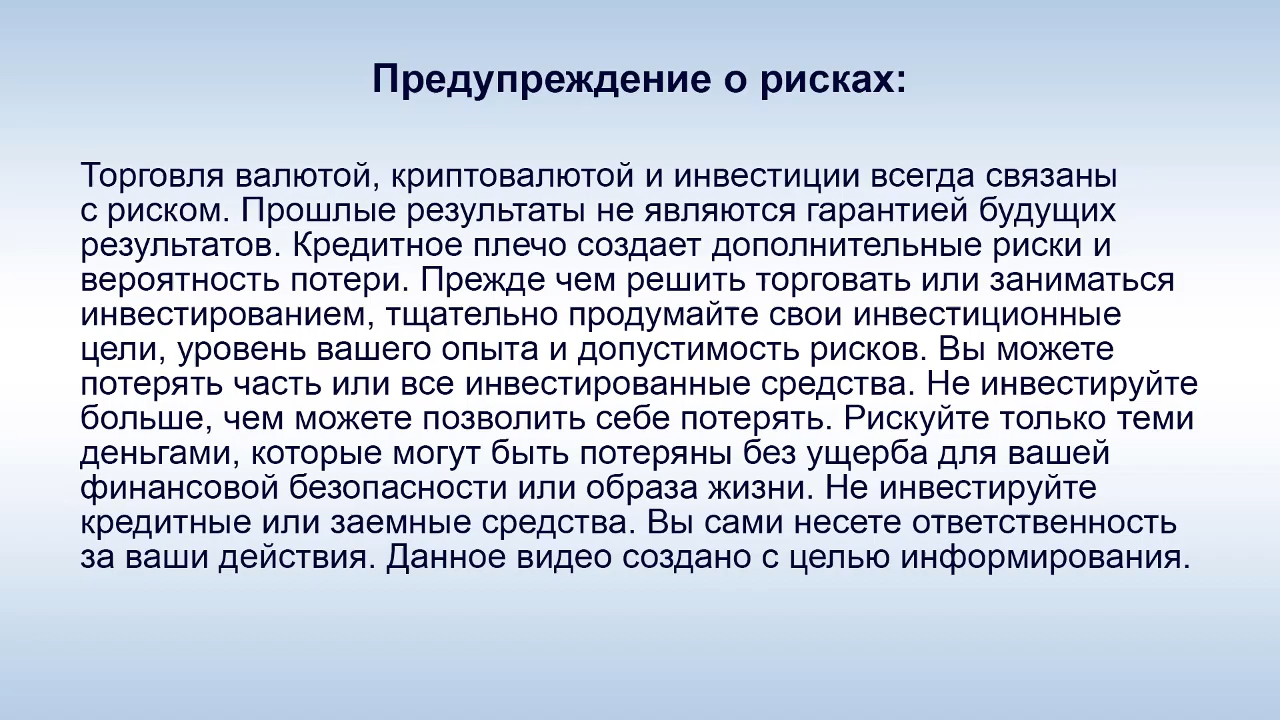 Предупреждение о рисках:
Торговля валютой, криптовалютой и инвестиции всегда связаны
с риском. Прошлые результаты не являются гарантией будущих
результатов. Кредитное плечо создает дополнительные риски и
вероятность потери. Прежде чем решить торговать или заниматься
инвестированием, тщательно продумайте свои инвестиционные
цели, уровень вашего опыта и допустимость рисков. Вы можете
потерять часть или все инвестированные средства. Не инвестируйте
больше, чем можете позволить себе потерять. Рискуйте только теми
деньгами, которые могут быть потеряны без ущерба для вашей
финансовой безопасности или образа жизни. Не инвестируйте
кредитные или заемные средства. Вы сами несете ответственность
за ваши действия. Данное видео создано с целью информирования.